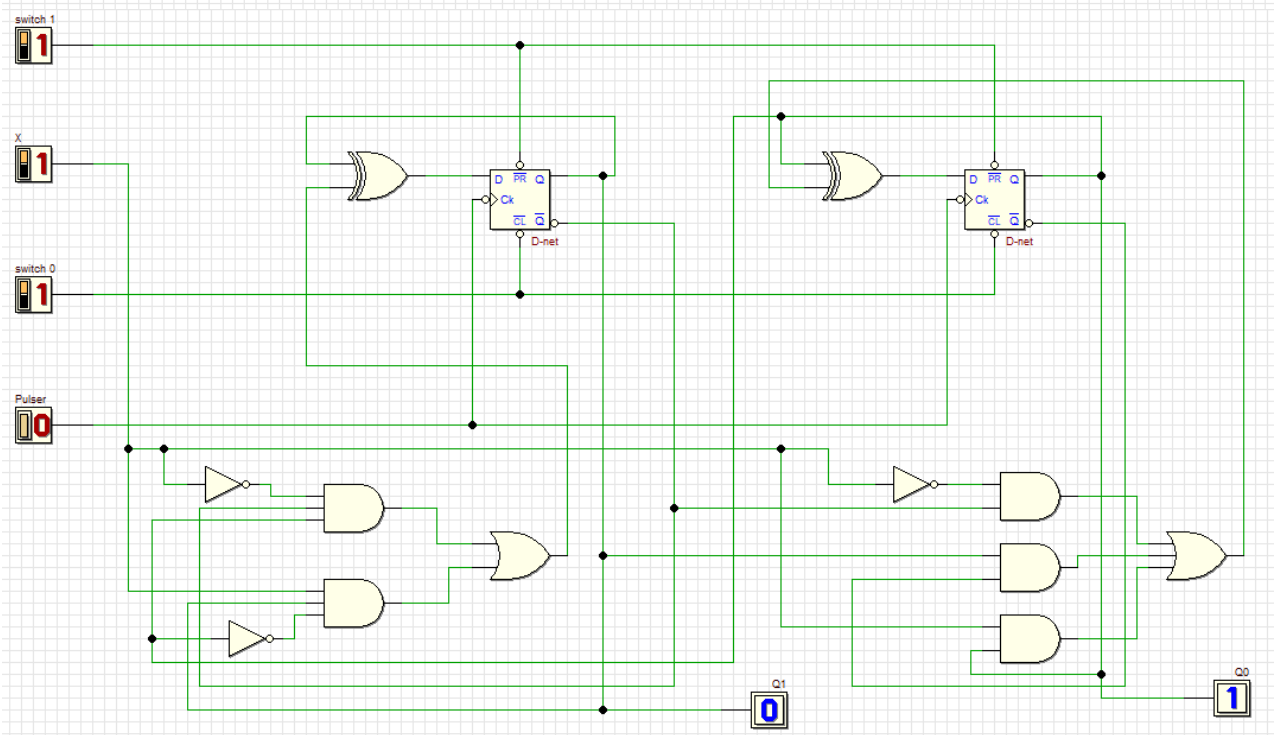 switch 1
1
X
1
switch 0
1
Pulser
0
D PR Q
Ck
CL Q
D-net
D PR Q
Ck
CL Q
D-net
Q1
0
Q0
1